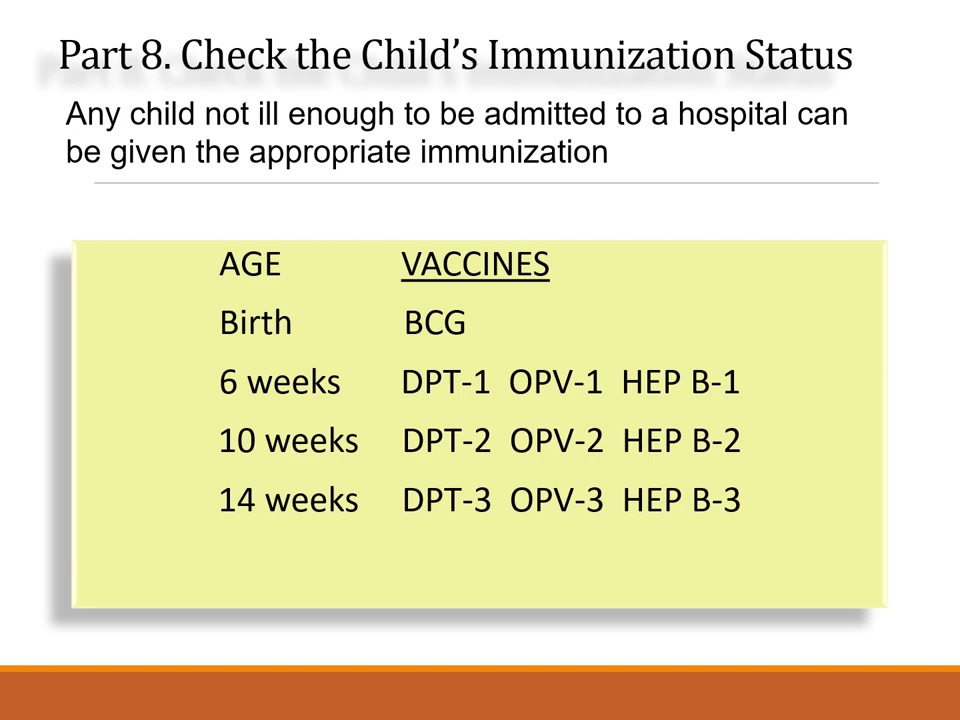 Part 8. Check the Child’s Immunization Status
Any child not ill enough to be admitted to a hospital can
be given the appropriate immunization
AGE VACCINES
Birth BCG
6 weeks DPT-1 OPV-1 HEP B-1
10 weeks DPT-2 OPV-2 HEP B-2
14 weeks DPT-3 OPV-3 HEP B-3